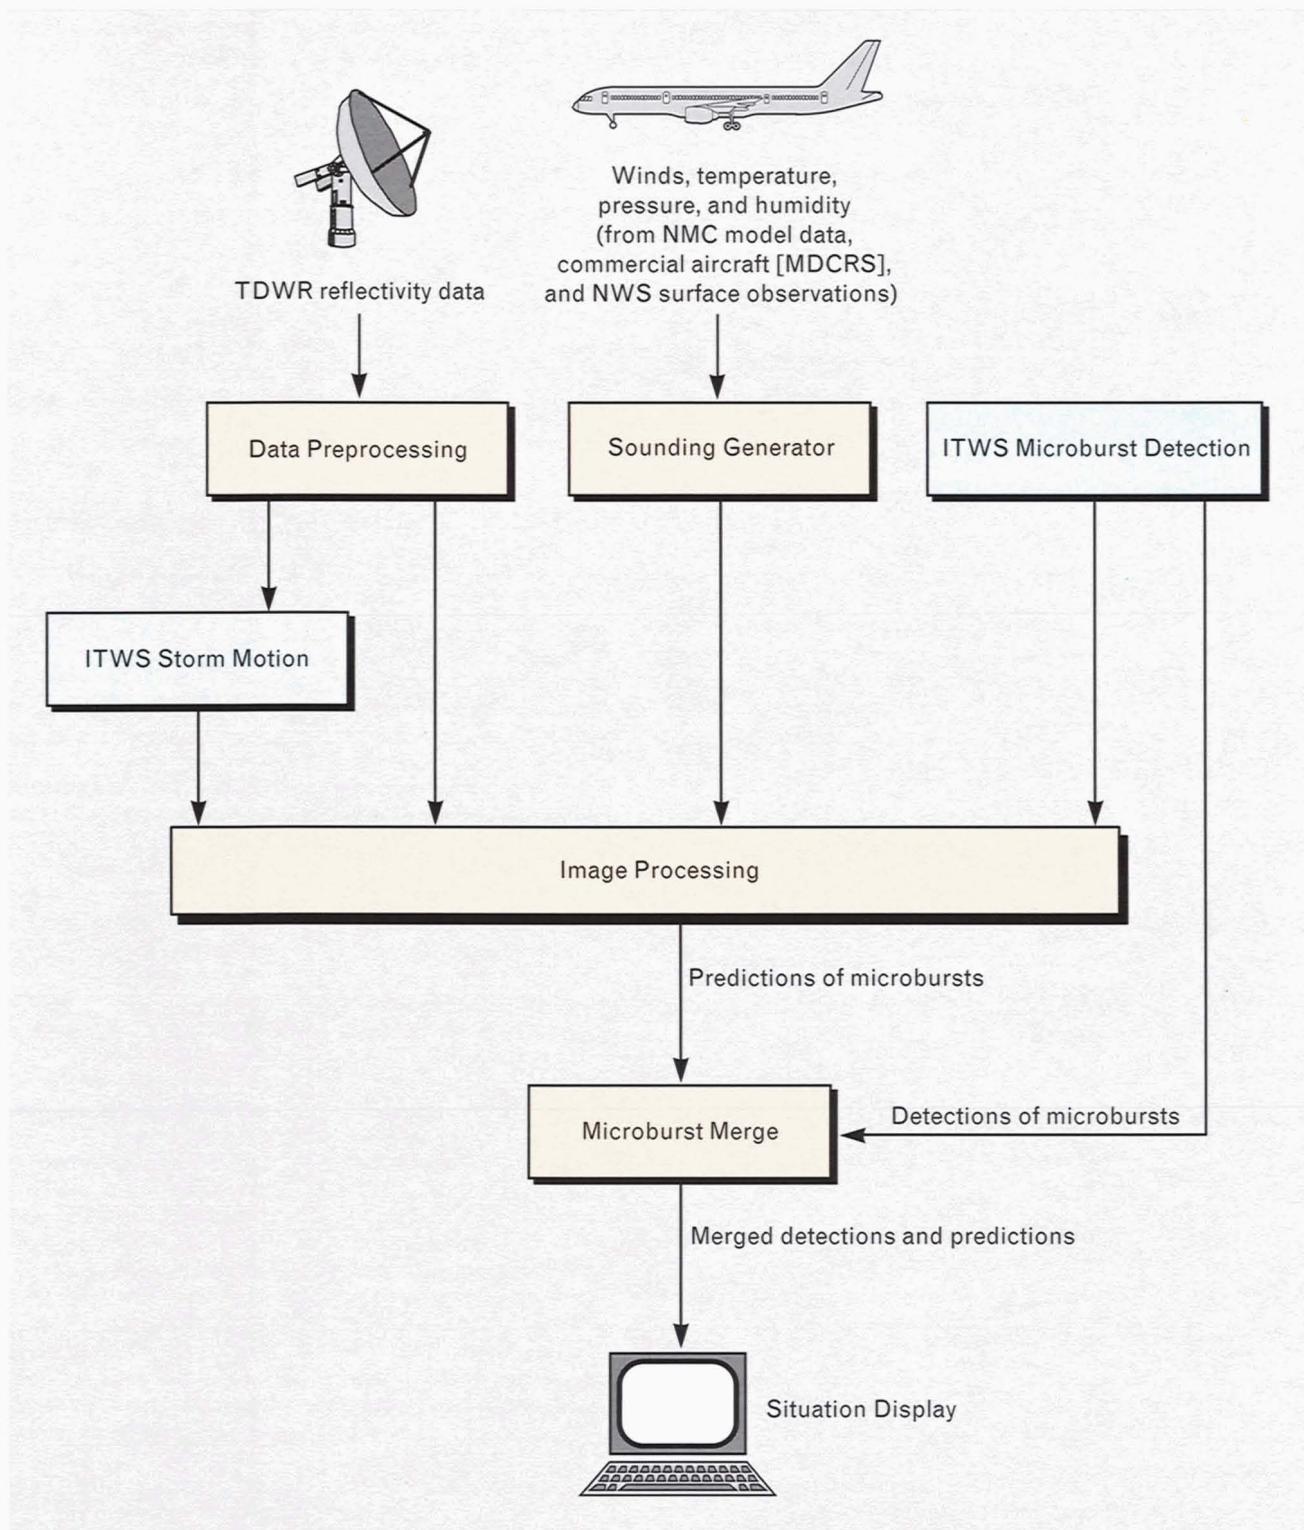 Winds, temperature,
pressure, and humidity
(from NMC model data,
commercial aircraft [MDCRS],
and NWS surface observations)
TDWR reflectivity data
Data Preprocessing
Sounding Generator
ITWS Microburst Detection
ITWS Storm Motion
Image Processing
Predictions of microbursts
Detections of microbursts
Microburst Merge
Merged detections and predictions
Situation Display